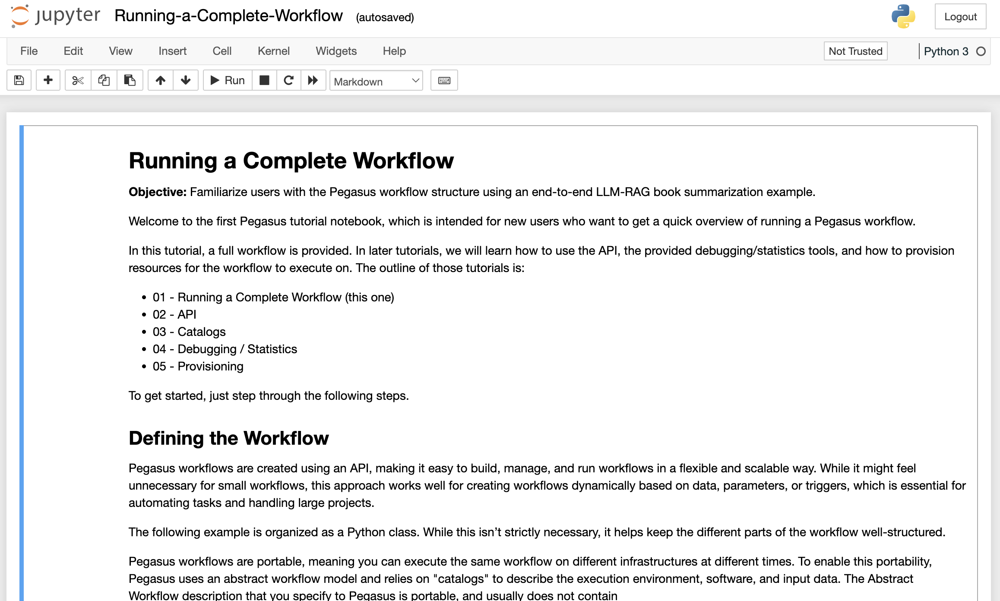 jupyter Running-a-Complete-Workflow (autosaved) Logout
File Edit View Insert Cell Kernel Widgets Help Not Trusted Python 3
Run Markdown
Running a Complete Workflow
Objective: Familiarize users with the Pegasus workflow structure using an end-to-end LLM-RAG book summarization example.
Welcome to the first Pegasus tutorial notebook, which is intended for new users who want to get a quick overview of running a Pegasus workflow.
In this tutorial, a full workflow is provided. In later tutorials, we will learn how to use the API, the provided debugging/statistics tools, and how to provision
resources for the workflow to execute on. The outline of those tutorials is:
• 01 - Running a Complete Workflow (this one)
• 02 - API
• 03 - Catalogs
• 04 - Debugging / Statistics
• 05 - Provisioning
To get started, just step through the following steps.
Defining the Workflow
Pegasus workflows are created using an API, making it easy to build, manage, and run workflows in a flexible and scalable way. While it might feel
unnecessary for small workflows, this approach works well for creating workflows dynamically based on data, parameters, or triggers, which is essential for
automating tasks and handling large projects.
The following example is organized as a Python class. While this isn’t strictly necessary, it helps keep the different parts of the workflow well-structured.
Pegasus workflows are portable, meaning you can execute the same workflow on different infrastructures at different times. To enable this portability,
Pegasus uses an abstract workflow model and relies on "catalogs" to describe the execution environment, software, and input data. The Abstract
Workflow description that you specify to Pegasus is portable, and usually does not contain